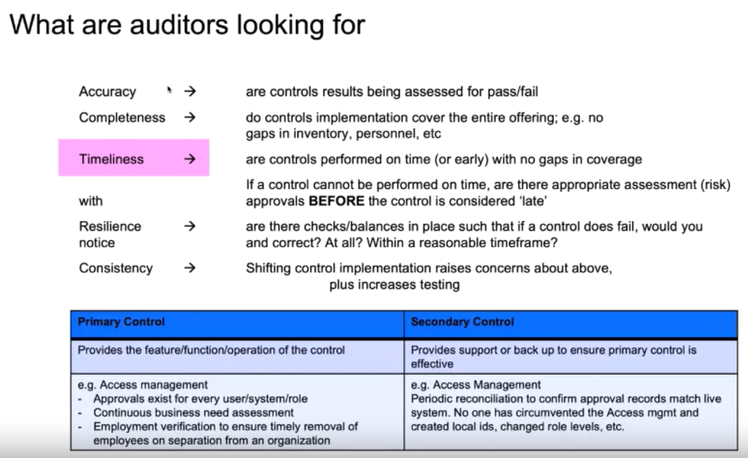 What are auditors looking for
Accuracy → are controls results being assessed for pass/fail
Completeness → do controls implementation cover the entire offering; e.g. no
gaps in inventory, personnel, etc
Timeliness → are controls performed on time (or early) with no gaps in coverage
If a control cannot be performed on time, are there appropriate assessment (risk)
with approvals BEFORE the control is considered 'late'
Resilience → are there checks/balances in place such that if a control does fail, would you
notice and correct? At all? Within a reasonable timeframe?
Consistency → Shifting control implementation raises concerns about above,
plus increases testing
Primary Control
Secondary Control
Provides the feature/function/operation of the control
Provides support or back up to ensure primary control is
effective
e.g. Access management
- Approvals exist for every user/system/role
- Continuous business need assessment
- Employment verification to ensure timely removal of
employees on separation from an organization
e.g. Access Management
Periodic reconciliation to confirm approval records match live
system. No one has circumvented the Access mgmt and
created local ids, changed role levels, etc.